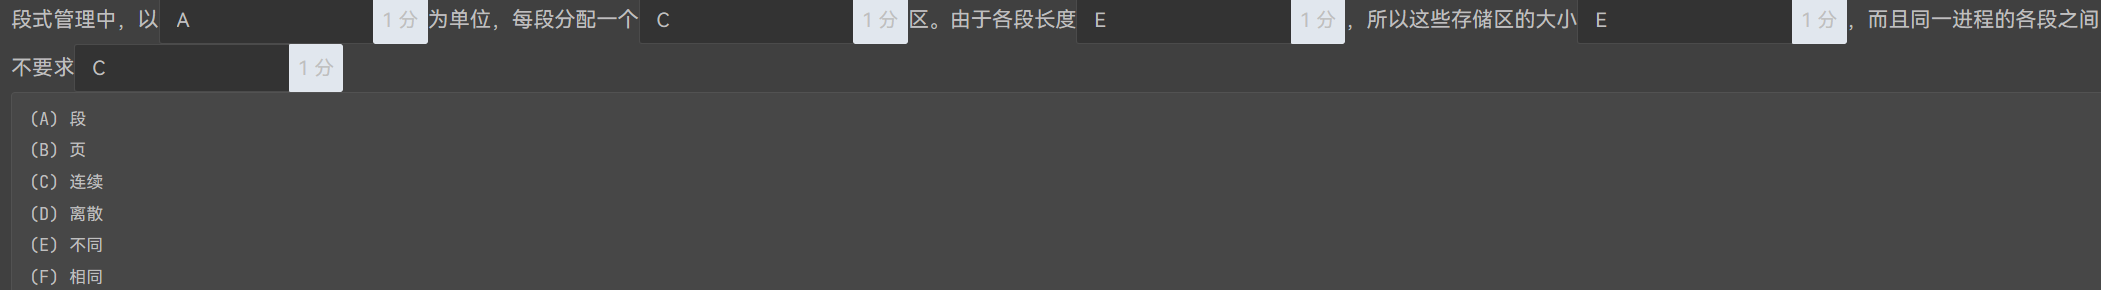 段式管理中，以 A 1 分 为单位，每段分配一个 C 1 分 区。由于各段长度 E 1 分 ，所以这些存储区的大小 E 1 分 ，而且同一进程的各段之间
不要求 C 1 分
(A) 段
(B) 页
(C) 连续
(D) 离散
(E) 不同
(F) 相同